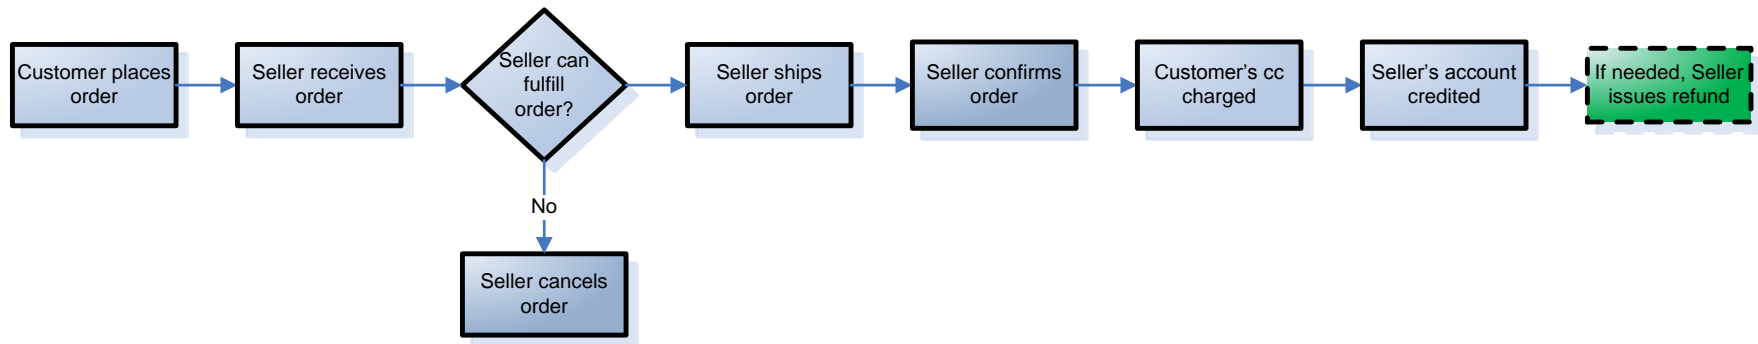 Customer places
order
Seller receives
order
Seller can
fulfill
order?
Seller ships
order
Seller confirms
order
Customer's cc
charged
Seller's account
credited
If needed, Seller
issues refund
No
Seller cancels
order